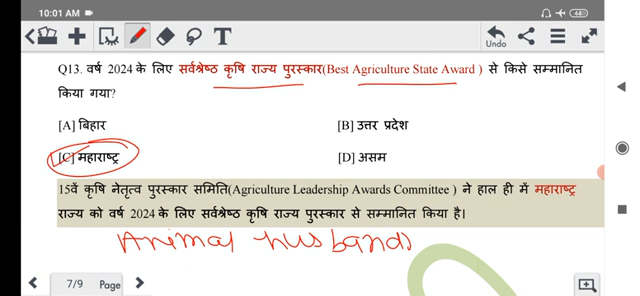 10:01 AM
44
T
Undo
Q13. वर्ष 2024 के लिए सर्वश्रेष्ठ कृषि राज्य पुरस्कार(Best Agriculture State Award ) से किसे सम्मानित
किया गया?
[A] बिहार
[B] उत्तर प्रदेश
[C] महाराष्ट्र
[D] असम
15वें कृषि नेतृत्व पुरस्कार समिति(Agriculture Leadership Awards Committee ) ने हाल ही में महाराष्ट्र
राज्य को वर्ष 2024 के लिए सर्वश्रेष्ठ कृषि राज्य पुरस्कार से सम्मानित किया है।
Animal husbands
7/9 Page